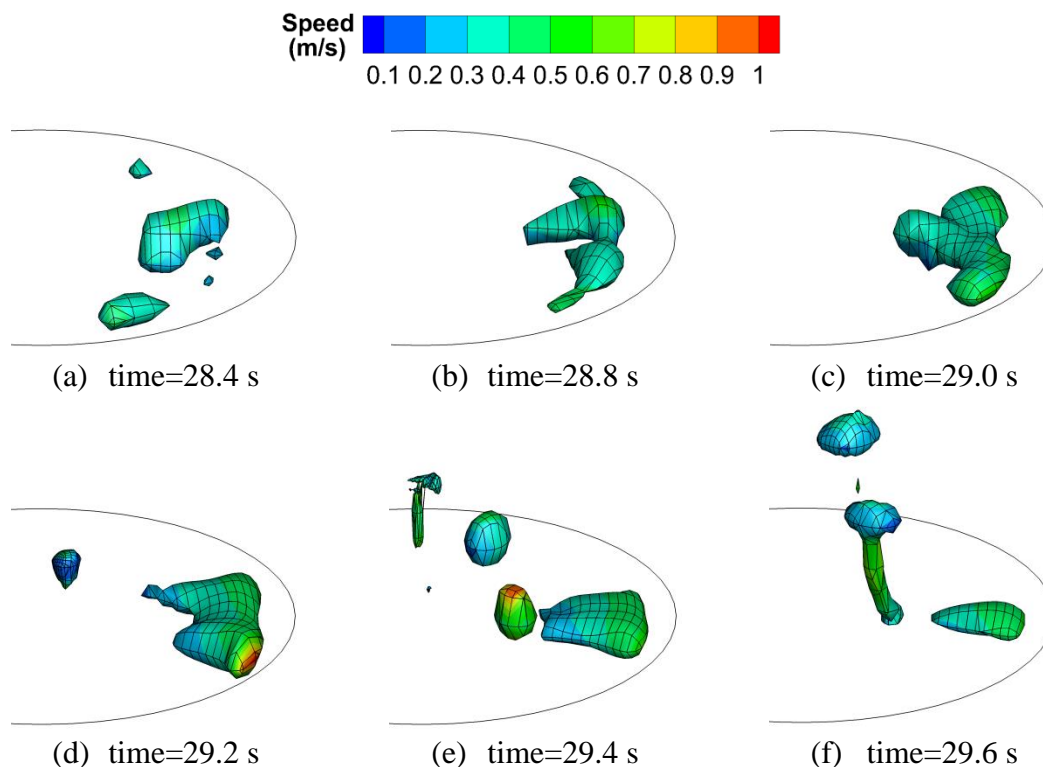 Speed
(m/s)
0.1 0.2 0.3 0.4 0.5 0.6 0.7 0.8 0.9 1
(a) time=28.4 s
(b) time=28.8 s
(c) time=29.0 s
(d) time=29.2 s
(e) time=29.4 s
(f) time=29.6 s